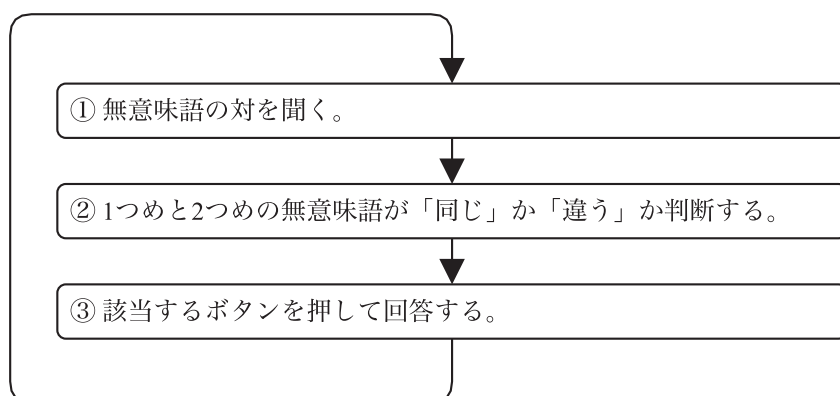 ① 無意味語の対を聞く。
② 1つめと2つめの無意味語が「同じ」か「違う」か判断する。
③ 該当するボタンを押して回答する。